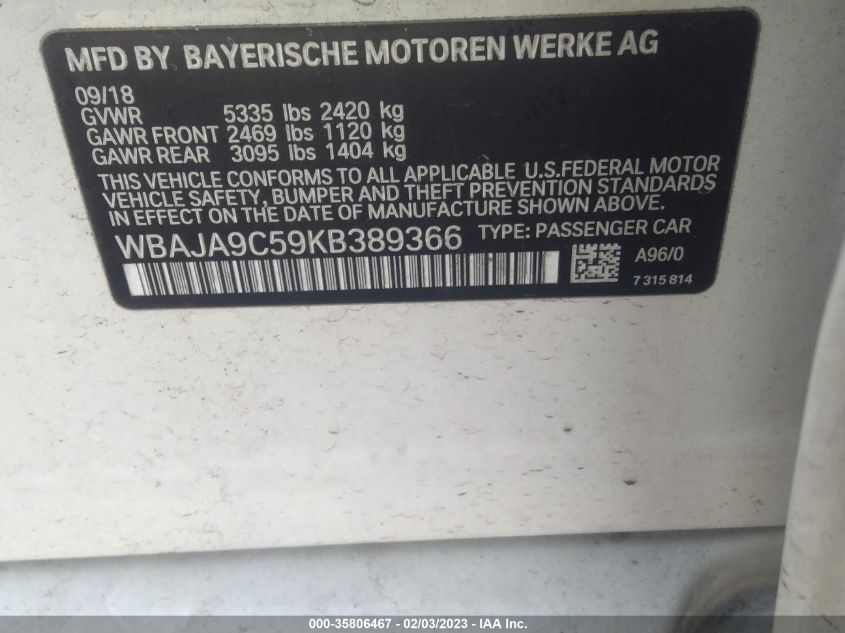 MFD BY BAYERISCHE MOTOREN WERKE AG
09/18
GVWR 5335 lbs 2420 kg
GAWR FRONT 2469 lbs 1120 kg
GAWR REAR 3095 lbs 1404 kg
THIS VEHICLE CONFORMS TO ALL APPLICABLE U.S.FEDERAL MOTOR
VEHICLE SAFETY, BUMPER AND THEFT PREVENTION STANDARDS
IN EFFECT ON THE DATE OF MANUFACTURE SHOWN ABOVE.
WBAJA9C59KB389366 TYPE: PASSENGER CAR
A96/0
7 315 814
000-35806467 - 02/03/2023 - IAAI.com